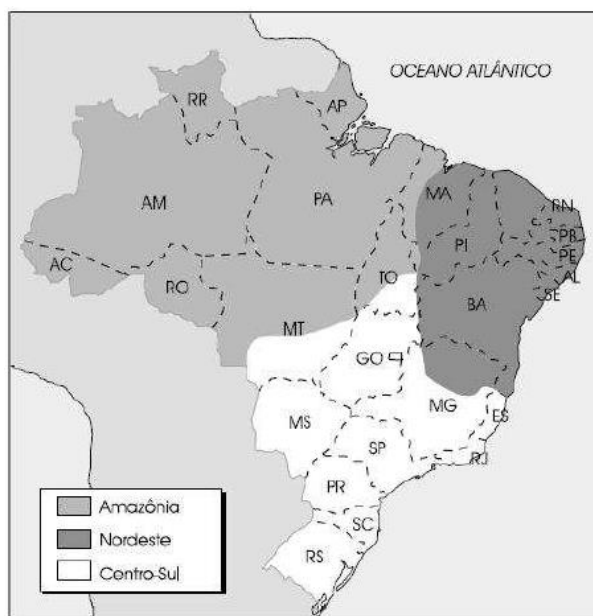 OCEANO ATLÂNTICO
RR
AP
AM
PA
MA
RN
PB
PI
PE
AC
TO
AL
RO
SE
BA
MT
GO
MG
ES
MS
SP
RJ
PR
SC
RS
Amazônia
Nordeste
Centro-Sul